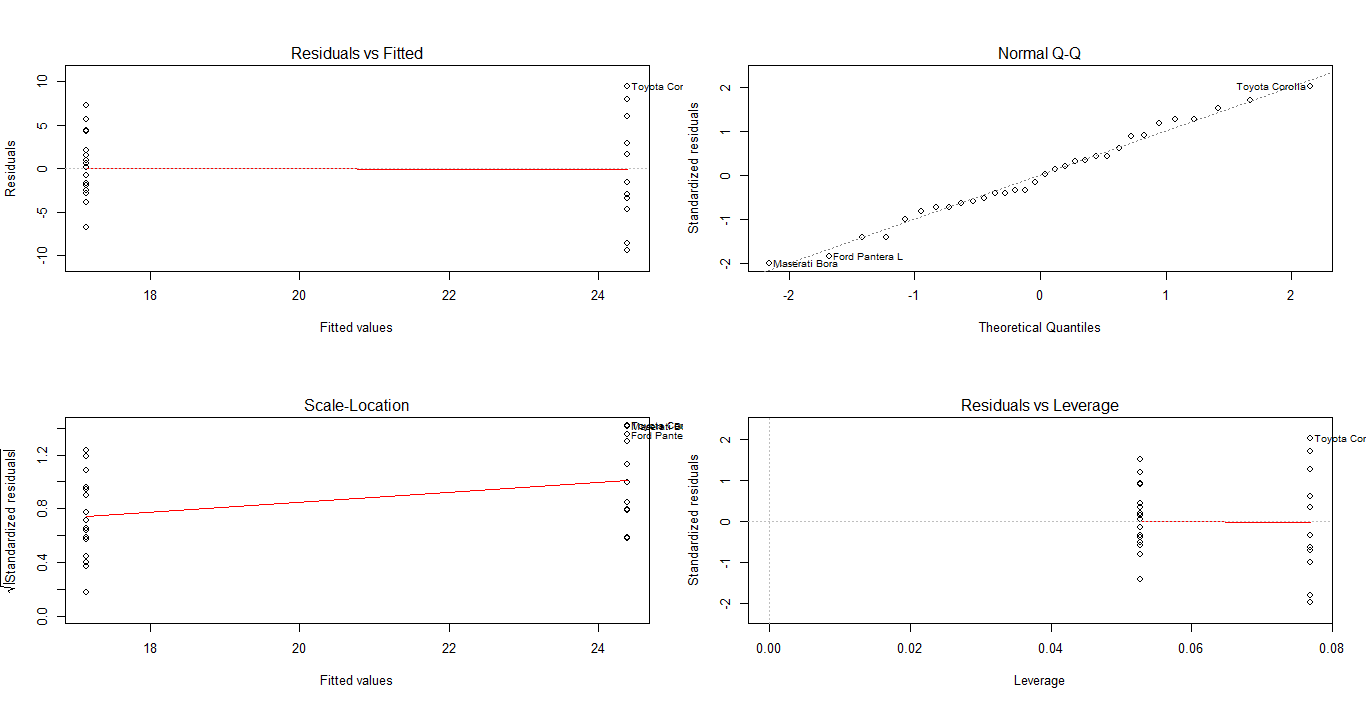 Residuals vs Fitted
Residuals
10
5
0
-5
-10
Toyota Cor
18
20
22
24
Fitted values
Normal Q-Q
Standardized residuals
2
1
0
-1
-2
Toyota Corolla
Ford Pantera L
Maserati Bora
-2
-1
0
1
2
Theoretical Quantiles
Scale-Location
√|Standardized residuals|
1.2
0.8
0.4
0.0
Ford Pante
18
20
22
24
Fitted values
Residuals vs Leverage
Standardized residuals
2
1
0
-1
-2
Toyota Cor
0.00
0.02
0.04
0.06
0.08
Leverage